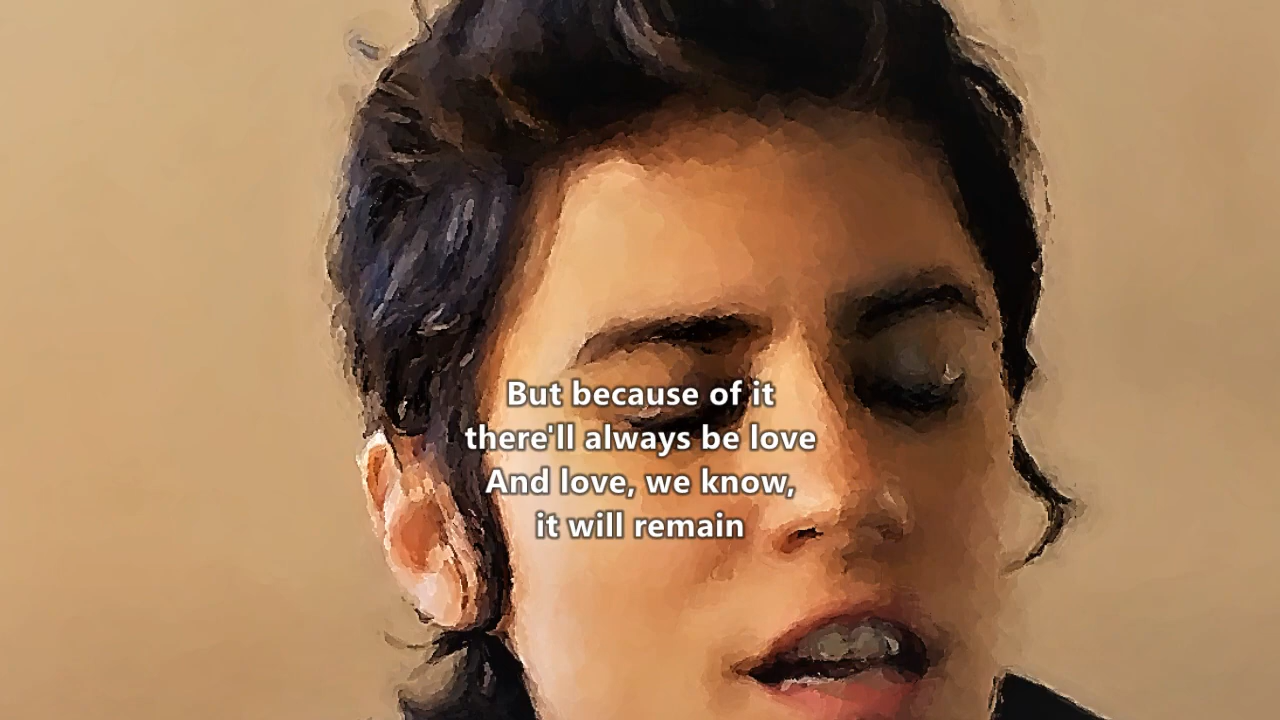 But because of it
there'll always be love
And love, we know,
it will remain